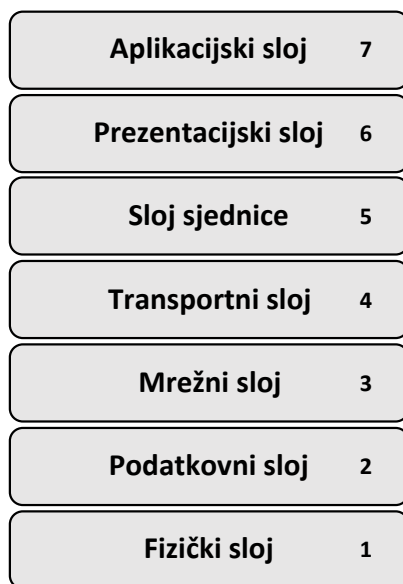 Aplikacijski sloj 7
Prezentacijski sloj 6
Sloj sjednice 5
Transportni sloj 4
Mrežni sloj 3
Podatkovni sloj 2
Fizički sloj 1